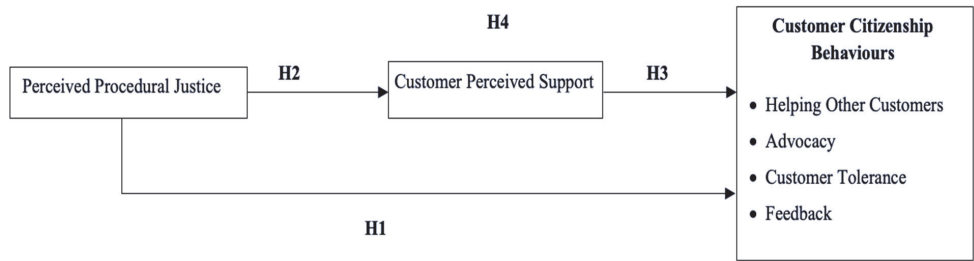 H4
Customer Citizenship
Behaviours
Perceived Procedural Justice
H2
Customer Perceived Support
H3
• Helping Other Customers
• Advocacy
• Customer Tolerance
• Feedback
H1